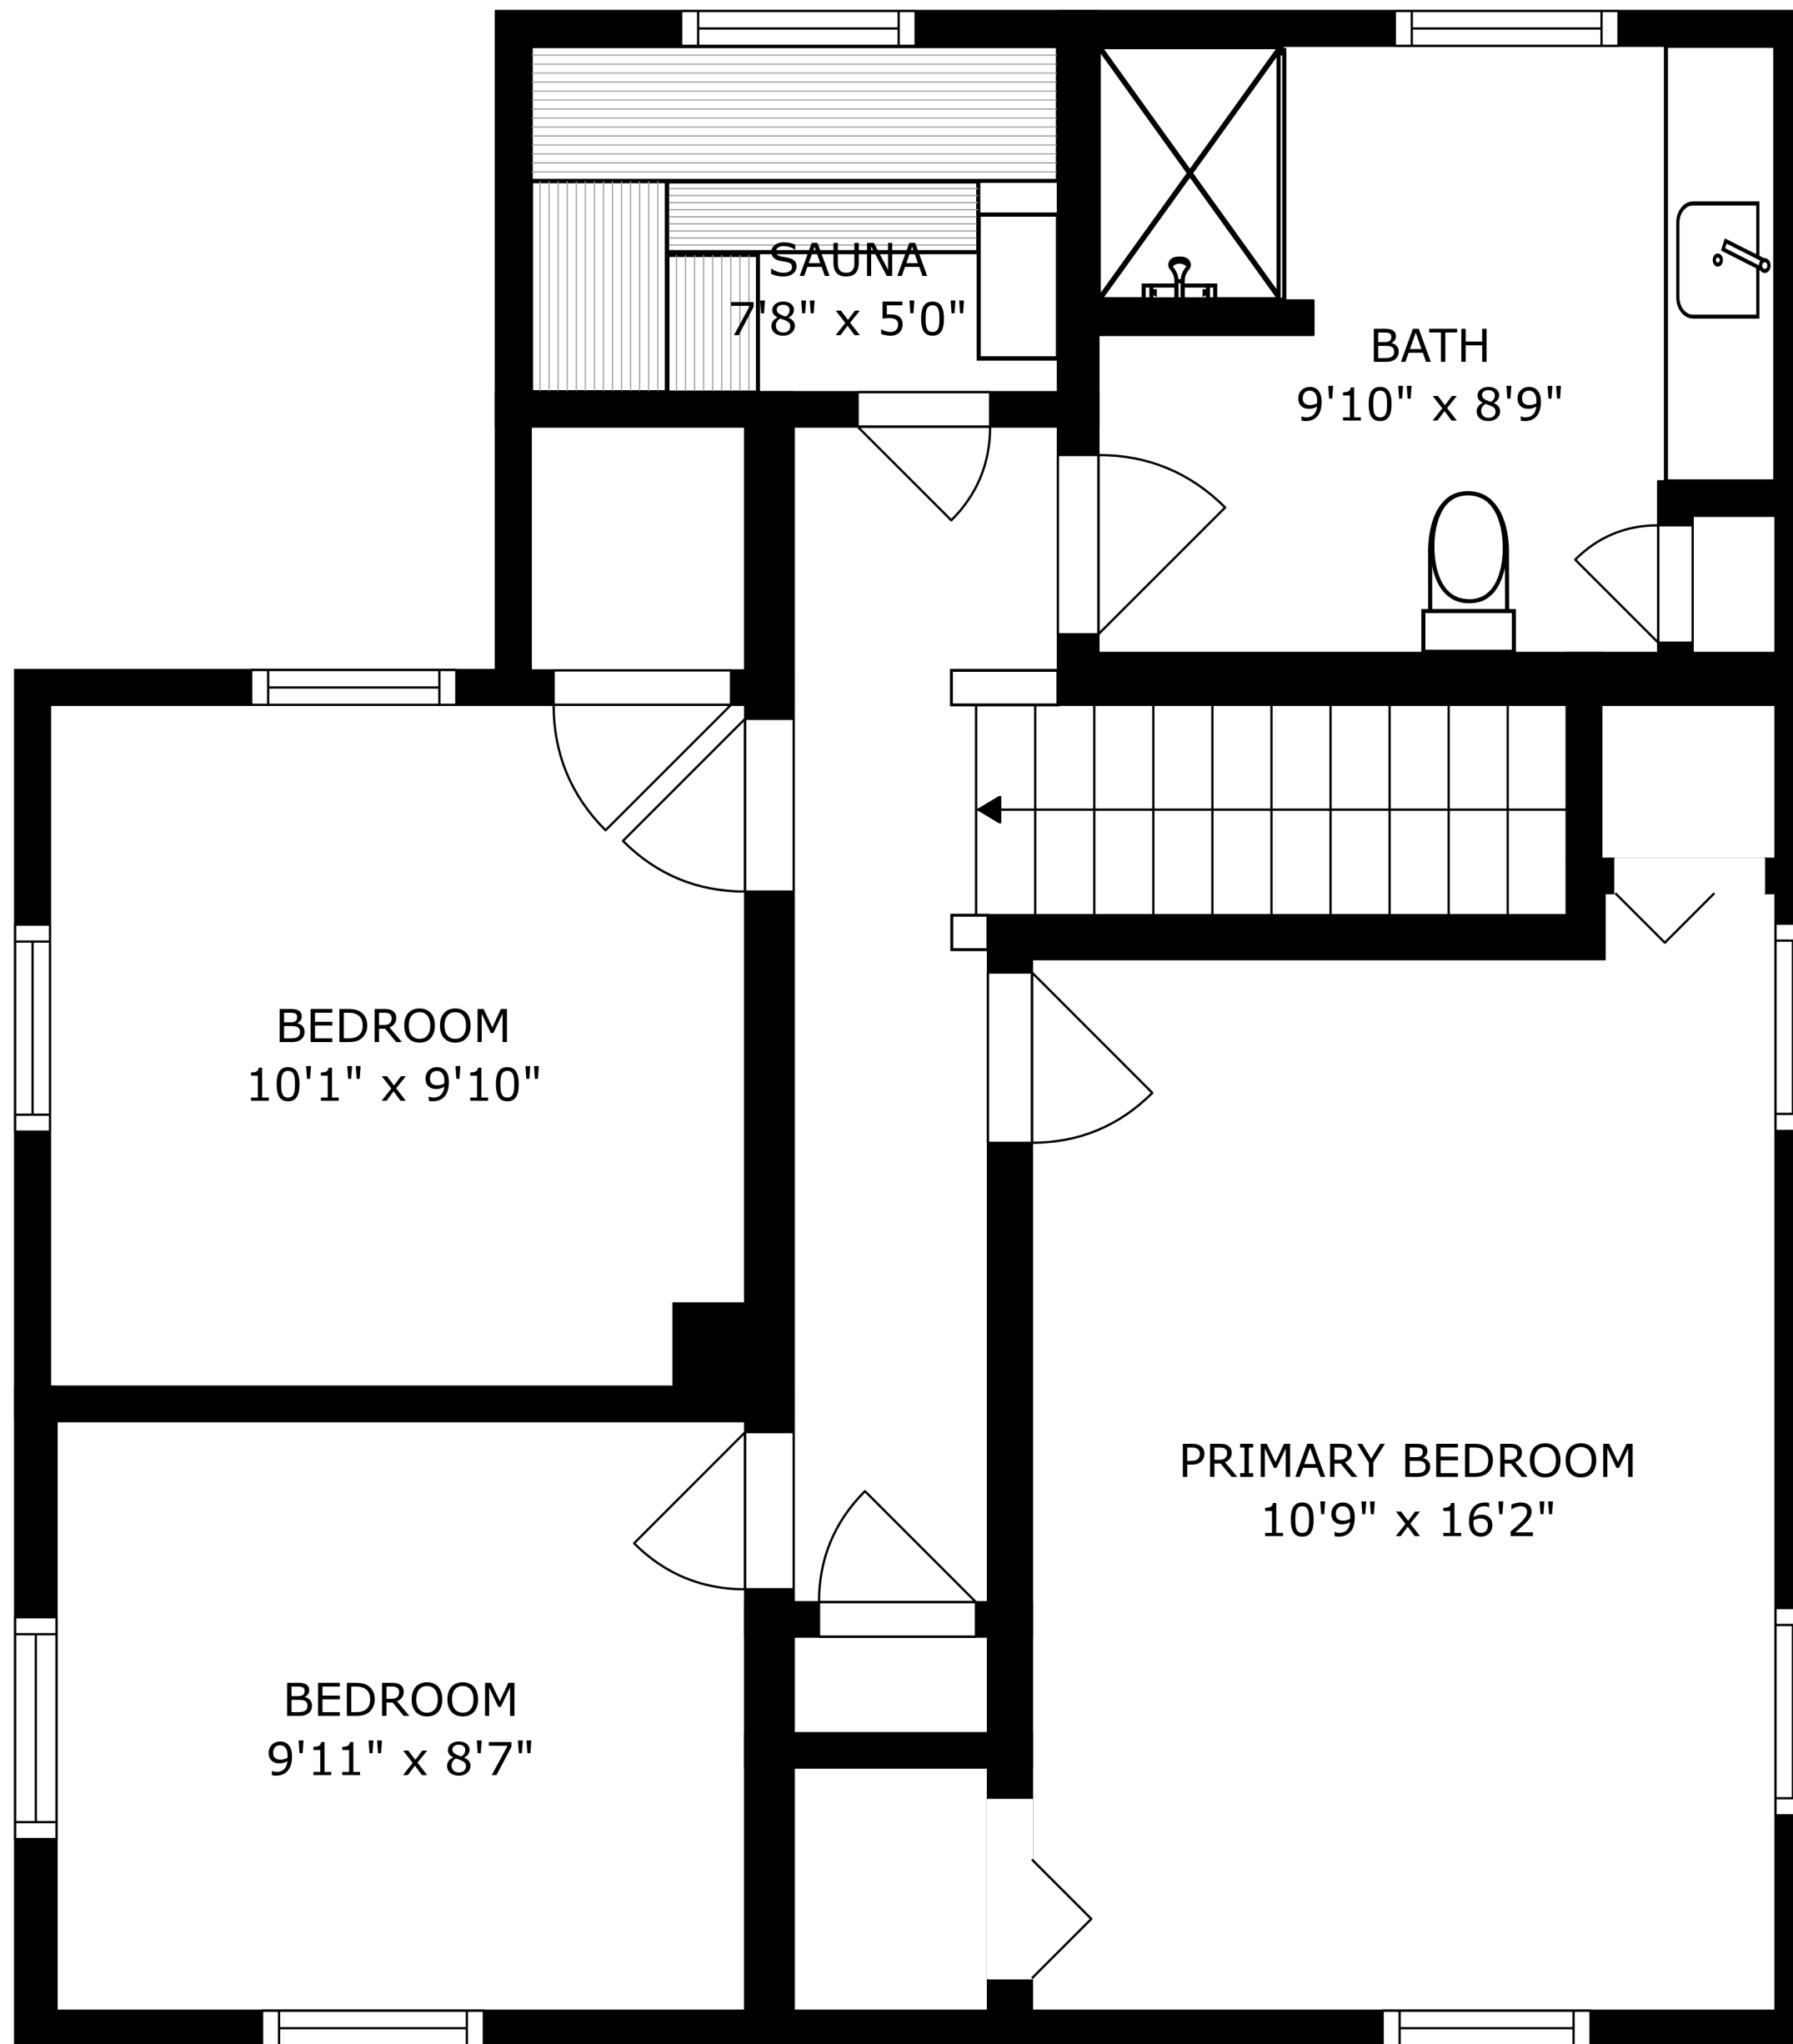 SAUNA
7'8" x 5'0"
BATH
9'10" x 8'9"
BEDROOM
10'1" x 9'10"
PRIMARY BEDROOM
10'9" x 16'2"
BEDROOM
9'11" x 8'7"